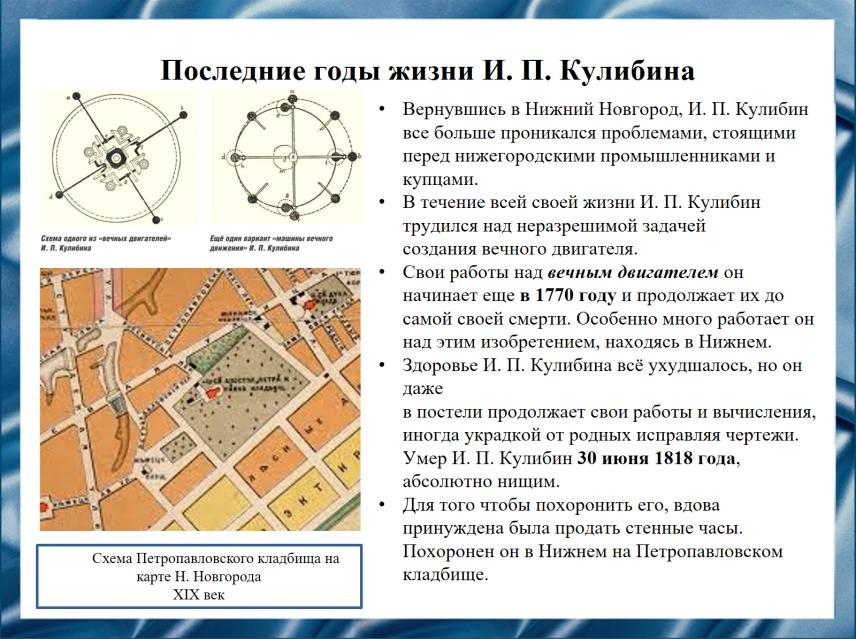 Последние годы жизни И. П. Кулибина
Схема одного из «вечных двигателей»
И. П. Кулибина
Ещё один вариант «машины вечного
движения» И. П. Кулибина
• Вернувшись в Нижний Новгород, И. П. Кулибин
все больше проникался проблемами, стоящими
перед нижегородскими промышленниками и
купцами.
• В течение всей своей жизни И. П. Кулибин
трудился над неразрешимой задачей
создания вечного двигателя.
• Свои работы над вечным двигателем он
начинает еще в 1770 году и продолжает их до
самой своей смерти. Особенно много работает он
над этим изобретением, находясь в Нижнем.
• Здоровье И. П. Кулибина всё ухудшалось, но он
даже
в постели продолжает свои работы и вычисления,
иногда украдкой от родных исправляя чертежи.
Умер И. П. Кулибин 30 июня 1818 года,
абсолютно нищим.
• Для того чтобы похоронить его, вдова
принуждена была продать стенные часы.
Похоронен он в Нижнем на Петропавловском
кладбище.
Схема Петропавловского кладбища на
карте Н. Новгорода
XIX век